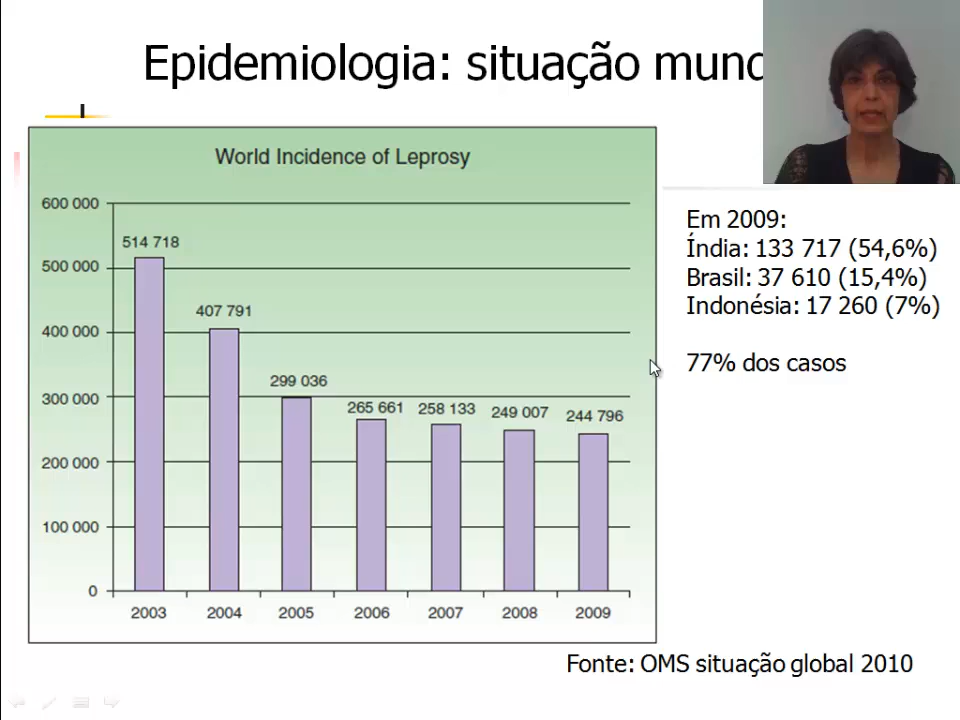 Epidemiologia: situação mund
World Incidence of Leprosy
600 000
500 000
400 000
300 000
200 000
100 000
0
514 718
407 791
299 036
265 661
258 133
249 007
244 796
2003
2004
2005
2006
2007
2008
2009
Em 2009:
Índia: 133 717 (54,6%)
Brasil: 37 610 (15,4%)
Indonésia: 17 260 (7%)
77% dos casos
Fonte: OMS situação global 2010